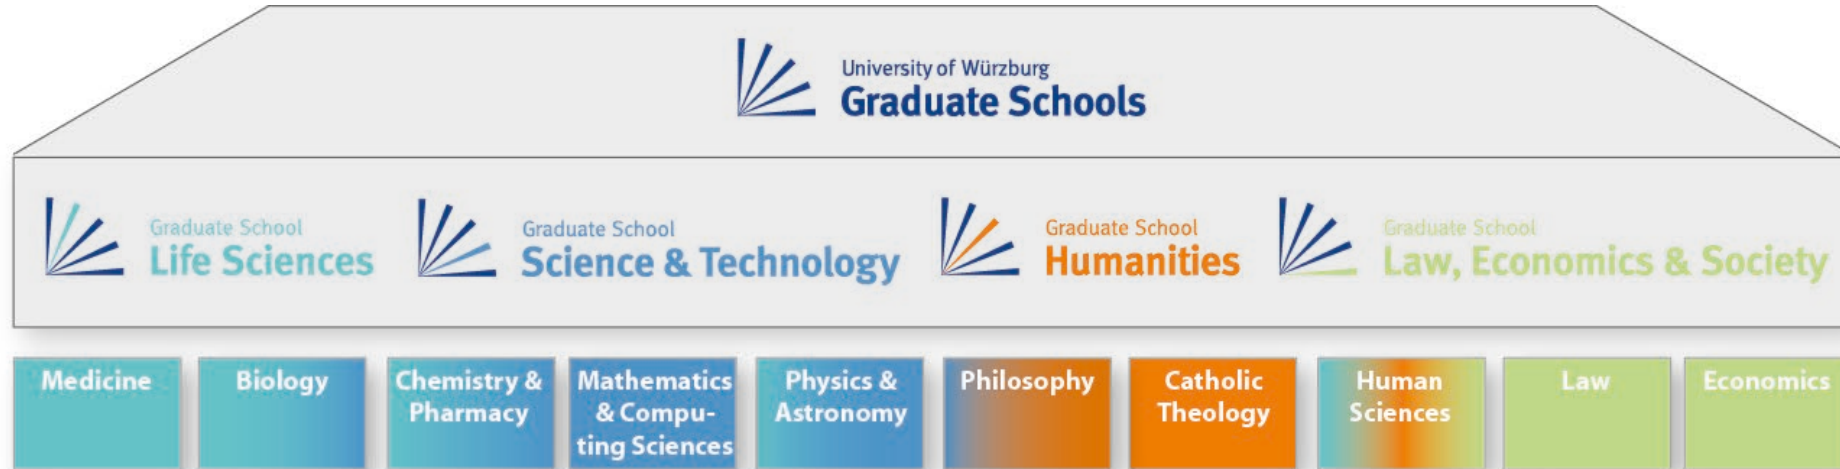 University of Würzburg
Graduate Schools
Graduate School
Life Sciences
Graduate School
Science & Technology
Graduate School
Humanities
Graduate School
Law, Economics & Society
Medicine
Biology
Chemistry &
Pharmacy
Mathematics
& Compu-
ting Sciences
Physics &
Astronomy
Philosophy
Catholic
Theology
Human
Sciences
Law
Economics